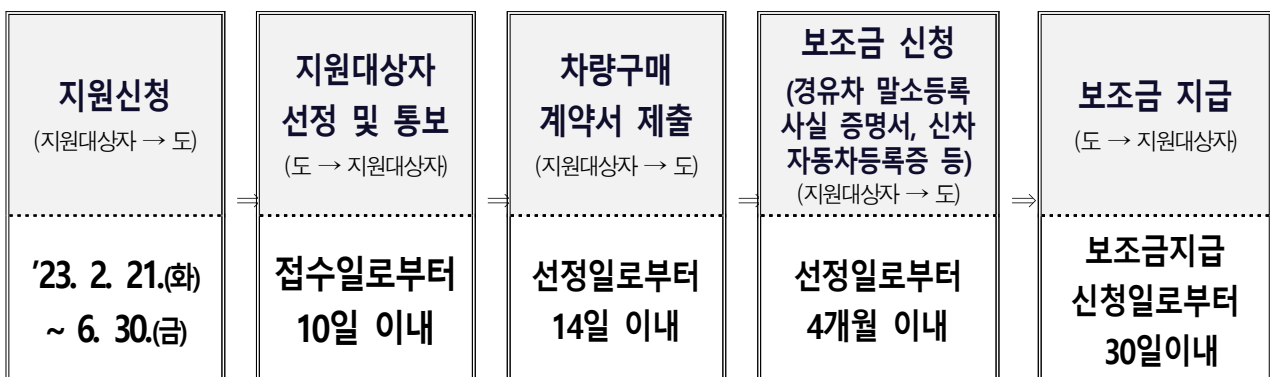 지원신청
(지원대상자 → 도)
'23. 2. 21.(화)
~ 6. 30.(금)
⇒
지원대상자
선정 및 통보
(도 → 지원대상자)
접수일로부터
10일 이내
⇒
차량구매
계약서 제출
(지원대상자 → 도)
선정일로부터
14일 이내
⇒
보조금 신청
(경유차 말소등록
사실 증명서, 신차
자동차등록증 등)
(지원대상자 → 도)
선정일로부터
4개월 이내
⇒
보조금 지급
(도 → 지원대상자)
보조금지급
신청일로부터
30일이내